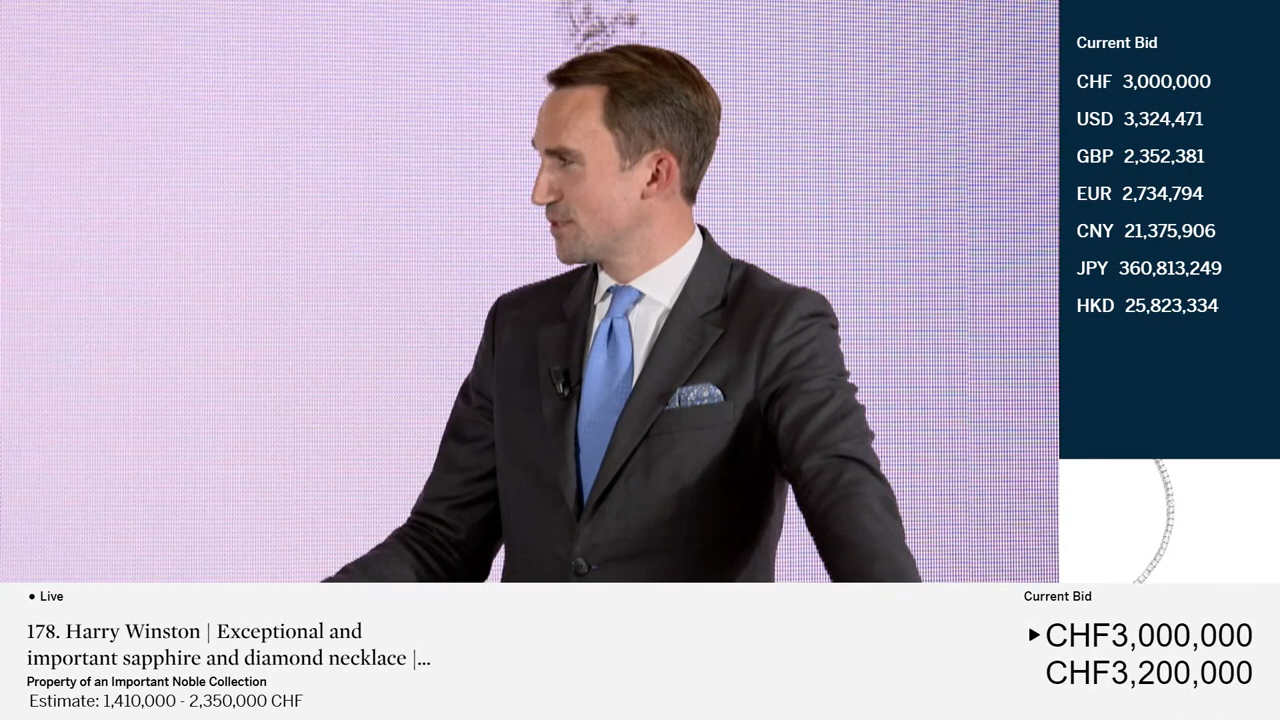 Current Bid
CHF 3,000,000
USD 3,324,471
GBP 2,352,381
EUR 2,734,794
CNY 21,375,906
JPY 360,813,249
HKD 25,823,334
• Live
178. Harry Winston | Exceptional and
important sapphire and diamond necklace |...
Property of an Important Noble Collection
Estimate: 1,410,000 - 2,350,000 CHF
Current Bid
CHF3,000,000
CHF3,200,000